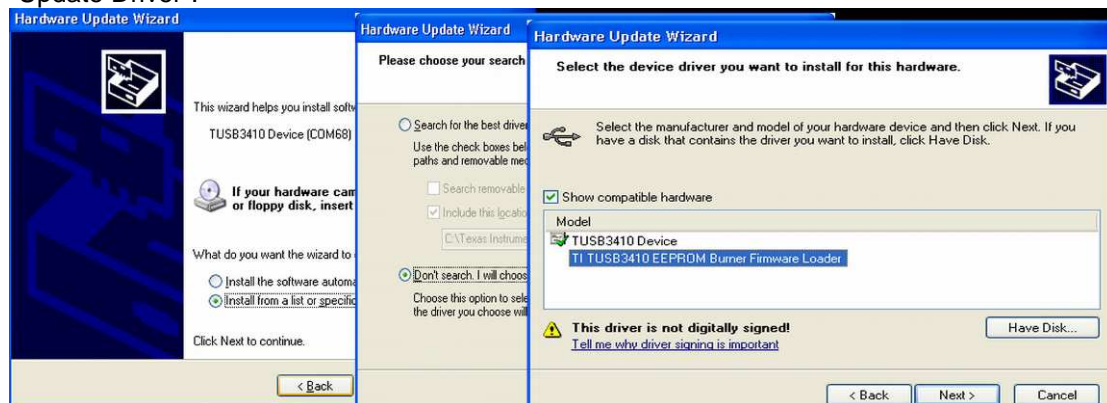 "Update Driver".
Hardware Update Wizard
This wizard helps you install softw
TUSB3410 Device (COM68)
If your hardware cam
or floppy disk, insert
What do you want the wizard to
Install the software automa
Install from a list or specific
Click Next to continue.
< Back
Hardware Update Wizard
Please choose your search
Search for the best driver
Use the check boxes bel
paths and removable med
Search removable
Include this locatio
C:\Texas Instrume
Don't search. I will choos
Choose this option to sele
the driver you choose will
Hardware Update Wizard
Select the device driver you want to install for this hardware.
Select the manufacturer and model of your hardware device and then click Next. If you
have a disk that contains the driver you want to install, click Have Disk.
Show compatible hardware
Model
TUSB3410 Device
TI TUSB3410 EEPROM Burner Firmware Loader
This driver is not digitally signed!
Tell me why driver signing is important
Have Disk...
< Back
Next >
Cancel